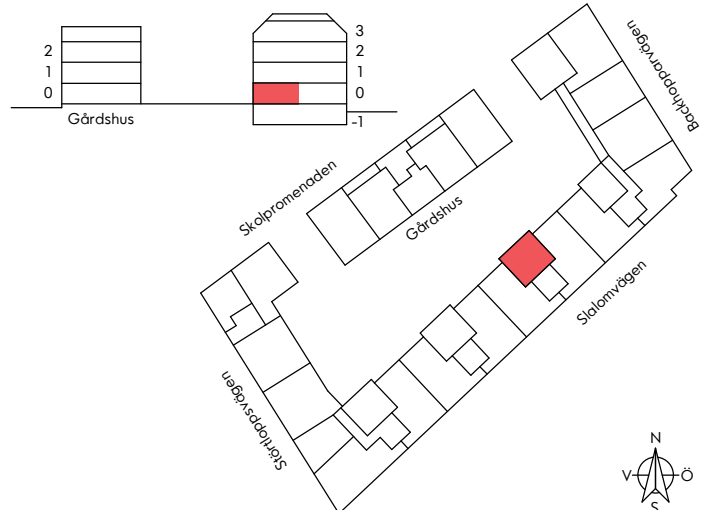 3
2
2
1
1
0
0
-1
Gårdshus
Backhopparvägen
Skolpromenaden
Gårdshus
Slalomvägen
Störtloppsvägen
N
V
Ö
S